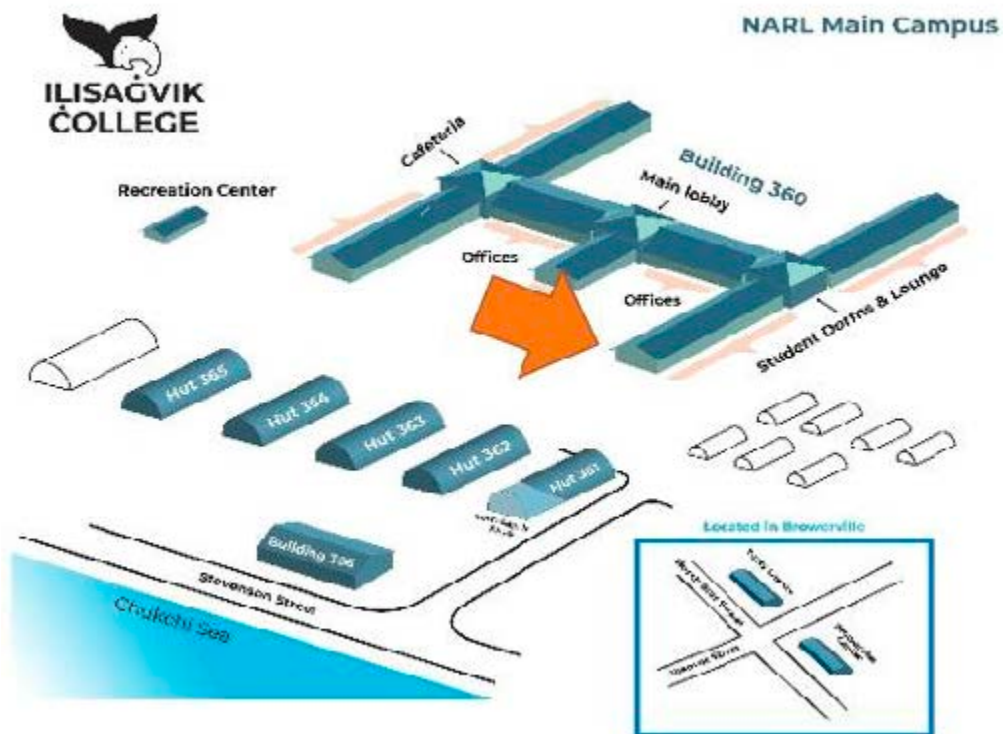 NARL Main Campus
IḶISAĠVIK
COLLEGE
Cafeteria
Building 360
Main lobby
Recreation Center
Offices
Offices
Student Dorms & Lounge
Hut 365
Hut 364
Hut 363
Hut 362
Hut 361
Building 306
Located in Browerville
Stevenson Street
Chukchi Sea